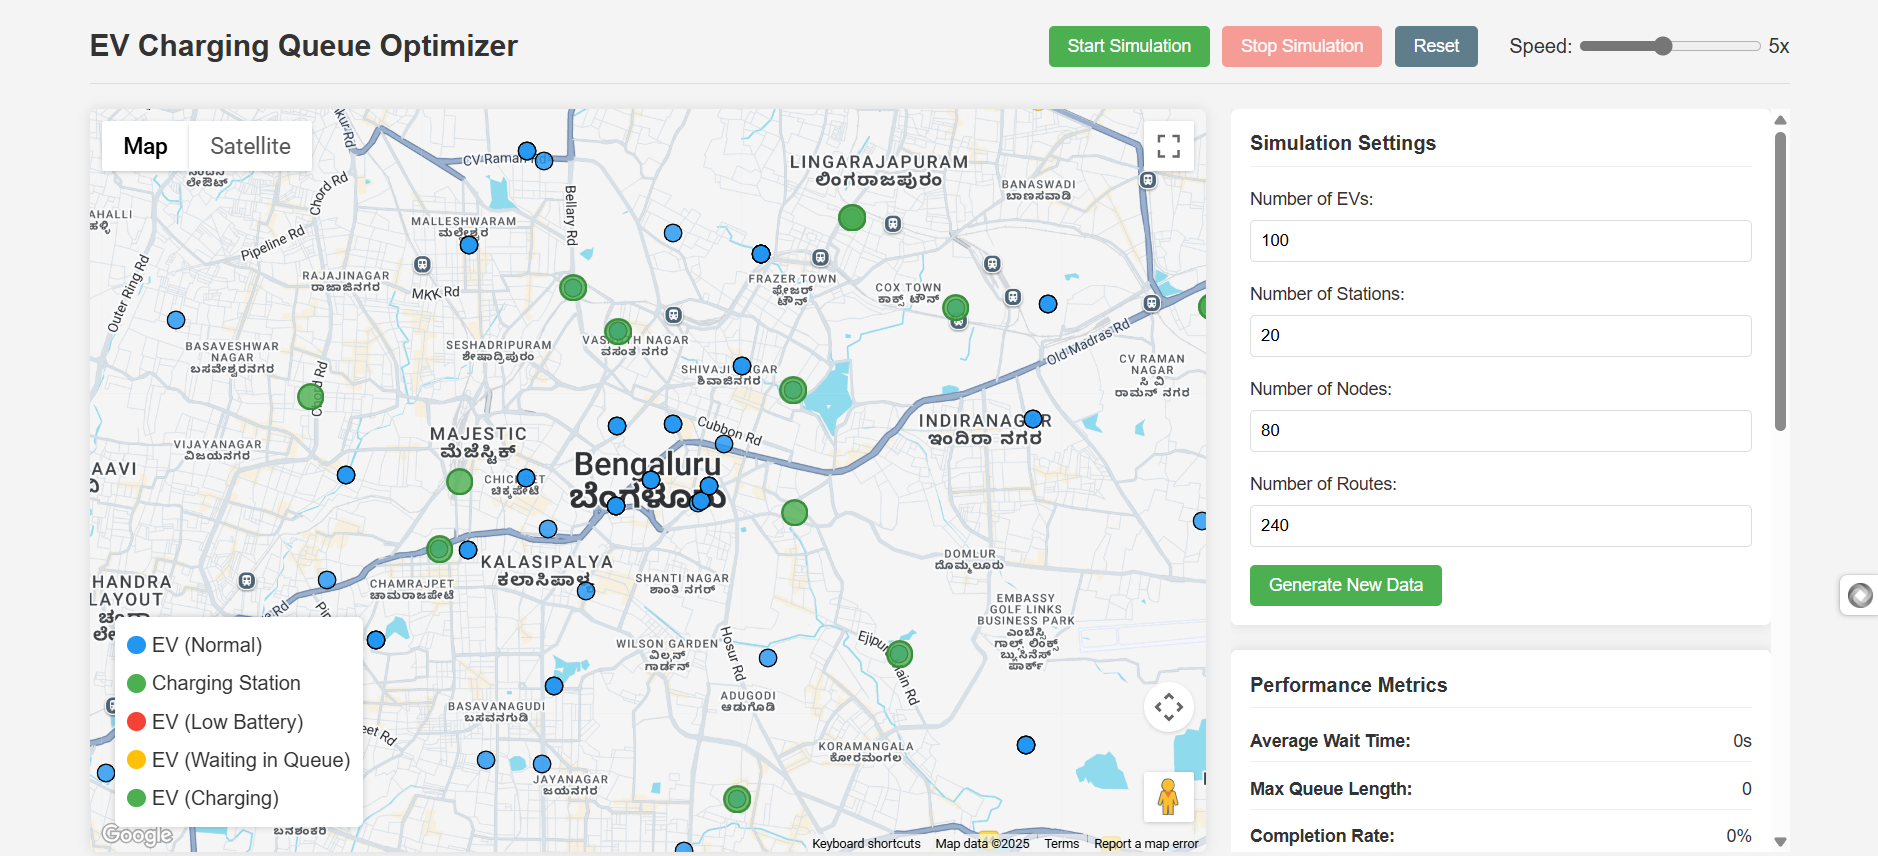 EV Charging Queue Optimizer
Start Simulation
Stop Simulation
Reset
Speed:
5x
Map
Satellite
CV Raman Rd
LINGARAJAPURAM
ಲಿಂಗರಾಜಪುರಂ
BANASWADI
ಬಾಣಸವಾಡಿ
ಲೇಔಟ್
Chord Rd
Bellary Rd
MALLESHWARAM
ಮಲ್ಲೇಶ್ವರ
Pipeline Rd
Outer Ring Rd
RAJAJINAGAR
ರಾಜಾಜಿನಗರ
MKK Rd
FRAZER TOWN
ಫ್ರೇಜರ್
ಟೌನ್
COX TOWN
ಕಾಕ್ಸ್ ಟೌನ್
BASAVESHWAR
NAGAR
ಬಸವೇಶ್ವರನಗರ
SESHADRIPURAM
ಶೇಷಾದ್ರಿಪುರಂ
VASANTH NAGAR
ವಸಂತ ನಗರ
Old Madras Rd
SHIVAJINAGAR
ಶಿವಾಜಿನಗರ
CV RAMAN
NAGAR
ಸಿ ವಿ
ರಾಮನ್ ನಗರ
Chord Rd
INDIRANAGAR
ಇಂದಿರಾ ನಗರ
MAJESTIC
ಮೆಜೆಸ್ಟಿಕ್
Cubbon Rd
VIJAYANAGAR
ವಿಜಯನಗರ
Bengaluru
ಬೆಂಗಳೂರು
CHICKPET
ಚಿಕ್ಕಪೇಟೆ
KALASIPALYA
ಕಲಾಸಿಪಾಳ್ಯ
DOMLUR
ದೊಮ್ಮಲೂರು
SHANTI NAGAR
ಶಾಂತಿ ನಗರ್
CHAMRAJPET
ಚಾಮರಾಜಪೇಟೆ
LAYOUT
EMBASSY
GOLF LINKS
BUSINESS PARK
ಎಂಬೆಸ್ಸಿ
ಗಾಲ್ಫ್ ಲಿಂಕ್ಸ್
ಬ್ಯುಸಿನೆಸ್
ಪಾರ್ಕ್
WILSON GARDEN
ವಿಲ್ಸನ್
ಗಾರ್ಡನ್
Hosur Rd
ADUGODI
ಆಡುಗೊಡಿ
BASAVANAGUDI
ಬಸವನಗುಡಿ
KORAMANGALA
ಕೋರಮಂಗಲ
JAYANAGAR
ಜಯನಗರ
EV (Normal)
Charging Station
EV (Low Battery)
EV (Waiting in Queue)
EV (Charging)
Google
ಬನಶಂಕರಿ
Keyboard shortcuts
Map data ©2025
Terms
Report a map error
Simulation Settings
Number of EVs:
100
Number of Stations:
20
Number of Nodes:
80
Number of Routes:
240
Generate New Data
Performance Metrics
Average Wait Time:
0s
Max Queue Length:
0
Completion Rate:
0%